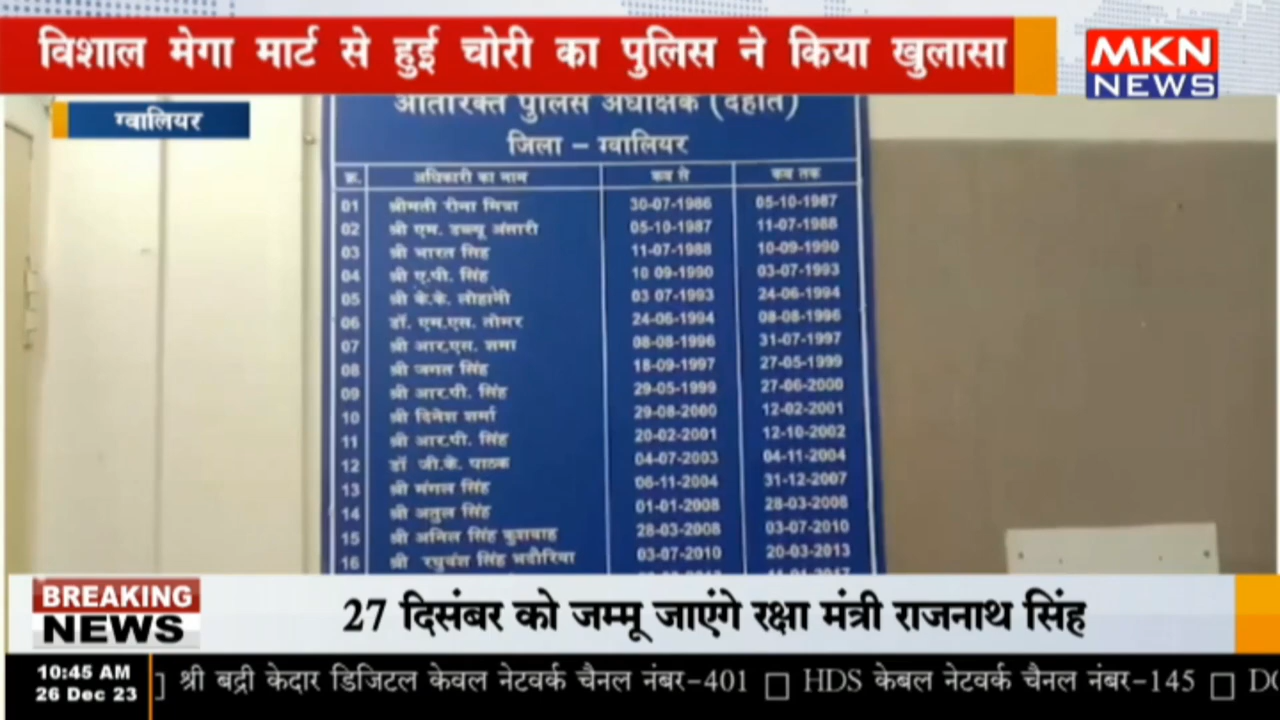 विशाल मेगा मार्ट से हुई चोरी का पुलिस ने किया खुलासा
MKN
NEWS
ग्वालियर
अतिरिक्त पुलिस अधीक्षक (देहात)
जिला – ग्वालियर
क्र. अधिकारी का नाम कब से कब तक
01 श्रीमती रीना मित्रा 30-07-1986 05-10-1987
02 श्री एम. डब्ल्यू अंसारी 05-10-1987 11-07-1988
03 श्री भारत सिंह 11-07-1988 10-09-1990
04 श्री ए.पी. सिंह 10 09-1990 03-07-1993
05 श्री के.के. लोहानी 03 07-1993 24-06-1994
06 डॉ. एम.एस. तोमर 24-06-1994 08-08-1996
07 श्री आर.एस. शर्मा 08-08-1996 31-07-1997
08 श्री जगत सिंह 18-09-1997 27-05-1999
09 श्री आर.पी. सिंह 29-05-1999 27-06-2000
10 श्री दिनेश शर्मा 29-08-2000 12-02-2001
11 श्री आर.पी. सिंह 20-02-2001 12-10-2002
12 डॉ जी.के. पाठक 04-07-2003 04-11-2004
13 श्री मंगल सिंह 06-11-2004 31-12-2007
14 श्री अतुल सिंह 01-01-2008 28-03-2008
15 श्री अनिल सिंह कुशवाह 28-03-2008 03-07-2010
16 श्री रघुवंश सिंह भदौरिया 03-07-2010 20-03-2013
BREAKING
NEWS
27 दिसंबर को जम्मू जाएंगे रक्षा मंत्री राजनाथ सिंह
10:45 AM
26 Dec 23
श्री बद्री केदार डिजिटल केवल नेटवर्क चैनल नंबर-401 □ HDS केबल नेटवर्क चैनल नंबर-145 □